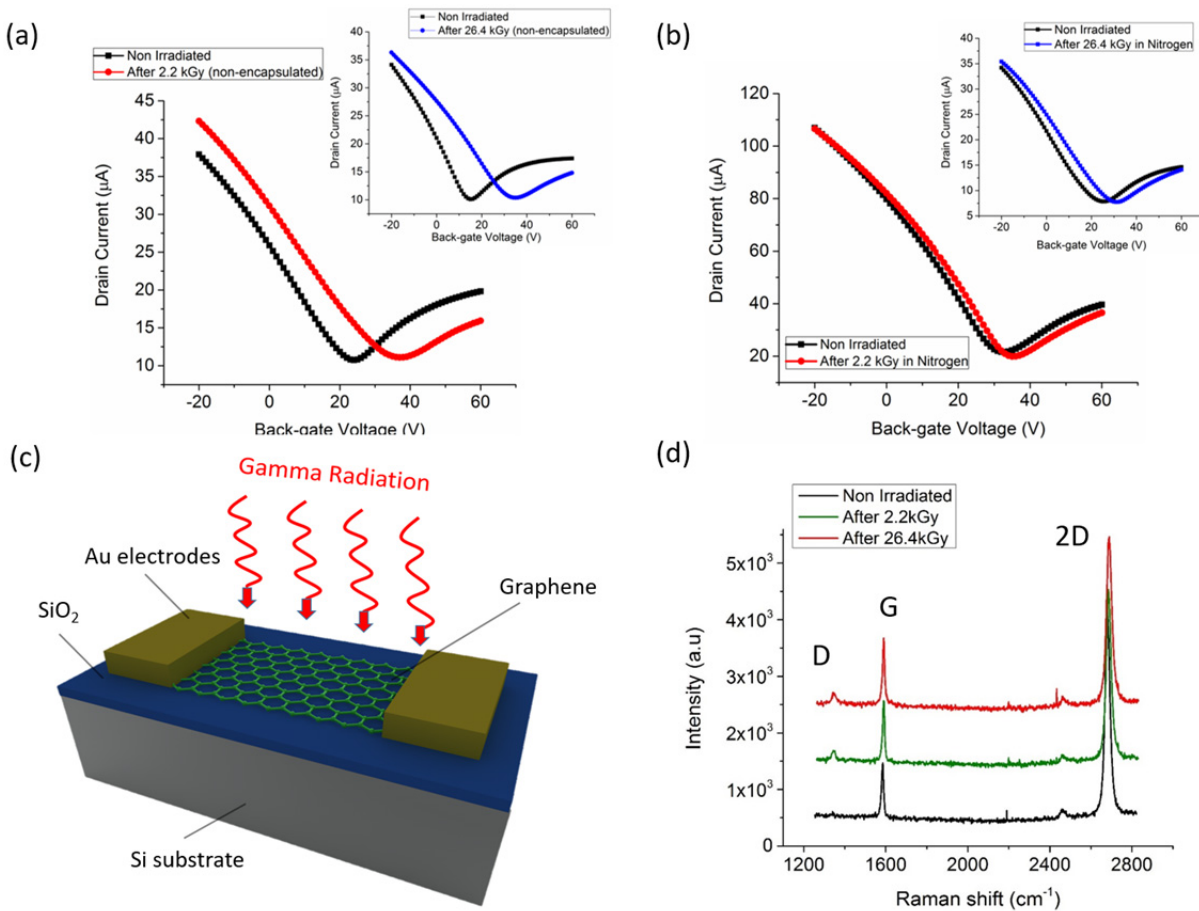 (a)
Non Irradiated
After 2.2 kGy (non-encapsulated)
45
40
35
30
25
20
15
10
Drain Current (μA)
-20 0 20 40 60
Back-gate Voltage (V)
Non Irradiated
After 26.4 kGy (non-encapsulated)
40
35
30
25
20
15
10
5
Drain Current (μA)
-20 0 20 40 60
Back-gate Voltage (V)
(b)
120
100
80
60
40
20
Drain Current (μA)
Non Irradiated
After 2.2 kGy in Nitrogen
-20 0 20 40 60
Back-gate Voltage (V)
Non Irradiated
After 26.4 kGy in Nitrogen
40
35
30
25
20
15
10
5
Drain Current (μA)
-20 0 20 40 60
Back-gate Voltage (V)
(c)
Gamma Radiation
Au electrodes
Graphene
SiO₂
Si substrate
(d)
Non Irradiated
After 2.2kGy
After 26.4kGy
2D
G
D
5x10³
4x10³
3x10³
2x10³
1x10³
0
Intensity (a.u)
1200 1600 2000 2400 2800
Raman shift (cm⁻¹)